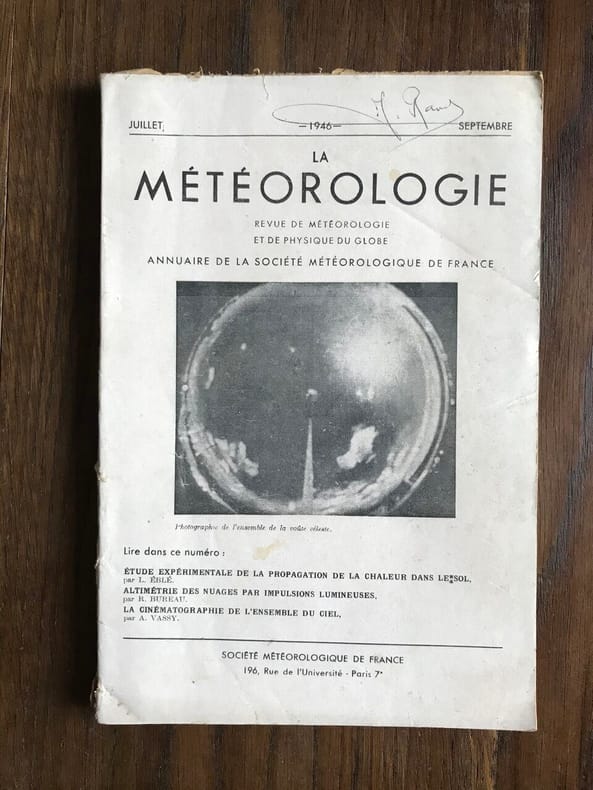 JUILLET
—1946—
SEPTEMBRE
LA
MÉTÉOROLOGIE
REVUE DE MÉTÉOROLOGIE
ET DE PHYSIQUE DU GLOBE
ANNUAIRE DE LA SOCIÉTÉ MÉTÉOROLOGIQUE DE FRANCE
Photographie de l'ensemble de la voûte céleste.
Lire dans ce numéro :
ÉTUDE EXPÉRIMENTALE DE LA PROPAGATION DE LA CHALEUR DANS LE SOL,
par L. ÉBLÉ.
ALTIMÉTRIE DES NUAGES PAR IMPULSIONS LUMINEUSES,
par R. BUREAU.
LA CINÉMATOGRAPHIE DE L'ENSEMBLE DU CIEL,
par A. VASSY.
SOCIÉTÉ MÉTÉOROLOGIQUE DE FRANCE
196, Rue de l'Université - Paris 7e